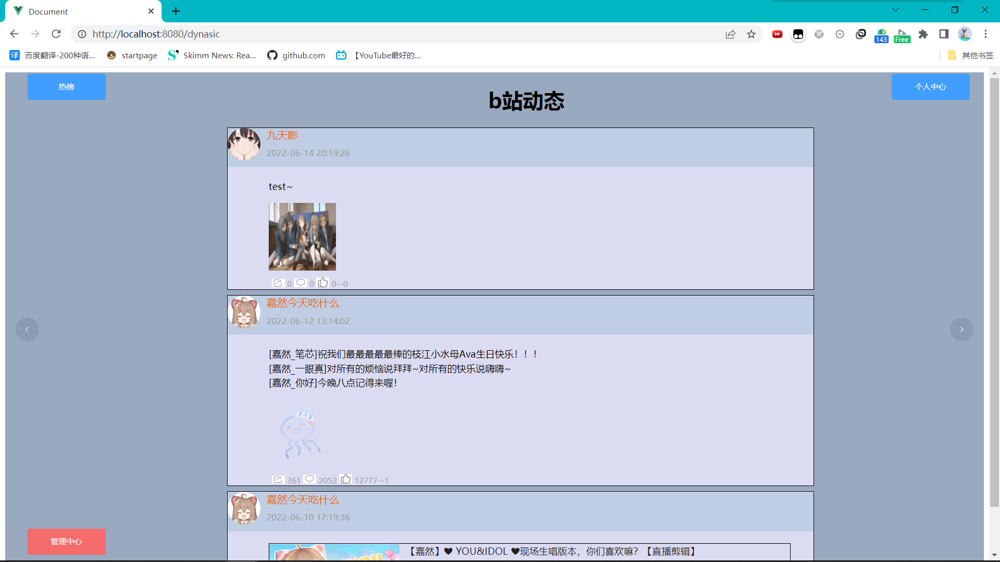 Document
http://localhost:8080/dynasic
143
Free
译 百度翻译-200种语...
startpage
Skimm News: Rea...
github.com
【YouTube最好的...
其他书签
热榜
个人中心
b站动态
九天影
2022-06-14 20:19:26
test~
0 0 0--0
嘉然今天吃什么
2022-06-12 13:14:02
[嘉然_笔芯]祝我们最最最最最棒的枝江小水母Ava生日快乐！！！
[嘉然_一眼真]对所有的烦恼说拜拜~对所有的快乐说嗨嗨~
[嘉然_你好]今晚八点记得来喔！
361 2052 12777--1
嘉然今天吃什么
2022-06-10 17:19:36
管理中心
【嘉然】♥ YOU&IDOL ♥现场生唱版本，你们喜欢嘛？【直播剪辑】